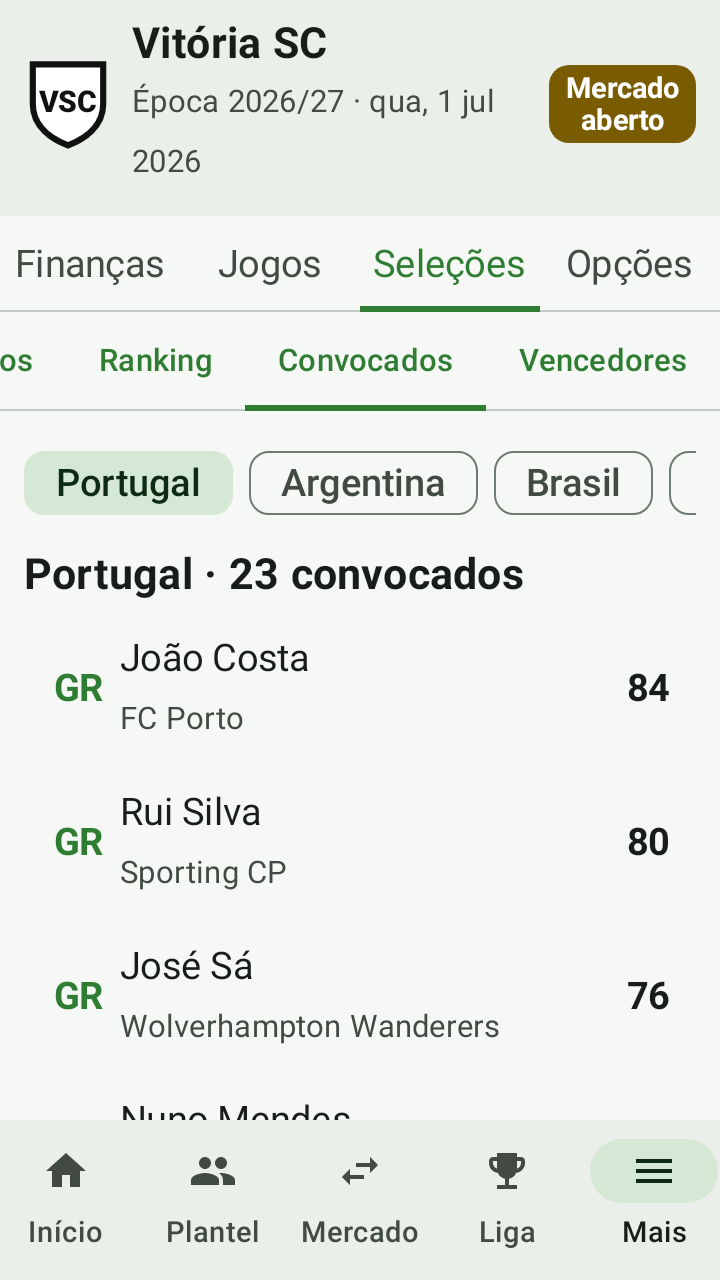 Vitória SC
VSC
Época 2026/27 · qua, 1 jul
2026
Mercado
aberto
Finanças Jogos Seleções Opções
os Ranking Convocados Vencedores
Portugal Argentina Brasil
Portugal · 23 convocados
João Costa
GR 84
FC Porto
Rui Silva
GR 80
Sporting CP
José Sá
GR 76
Wolverhampton Wanderers
Nuno Mendes
Início Plantel Mercado Liga Mais